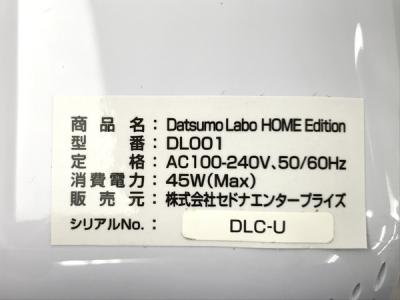 商品名：Datsumo Labo HOME Edition
型番：DL001
定格：AC100-240V、50/60Hz
消費電力：45W(Max)
販売元：株式会社セドナエンタープライズ
シリアルNo.：DLC-U